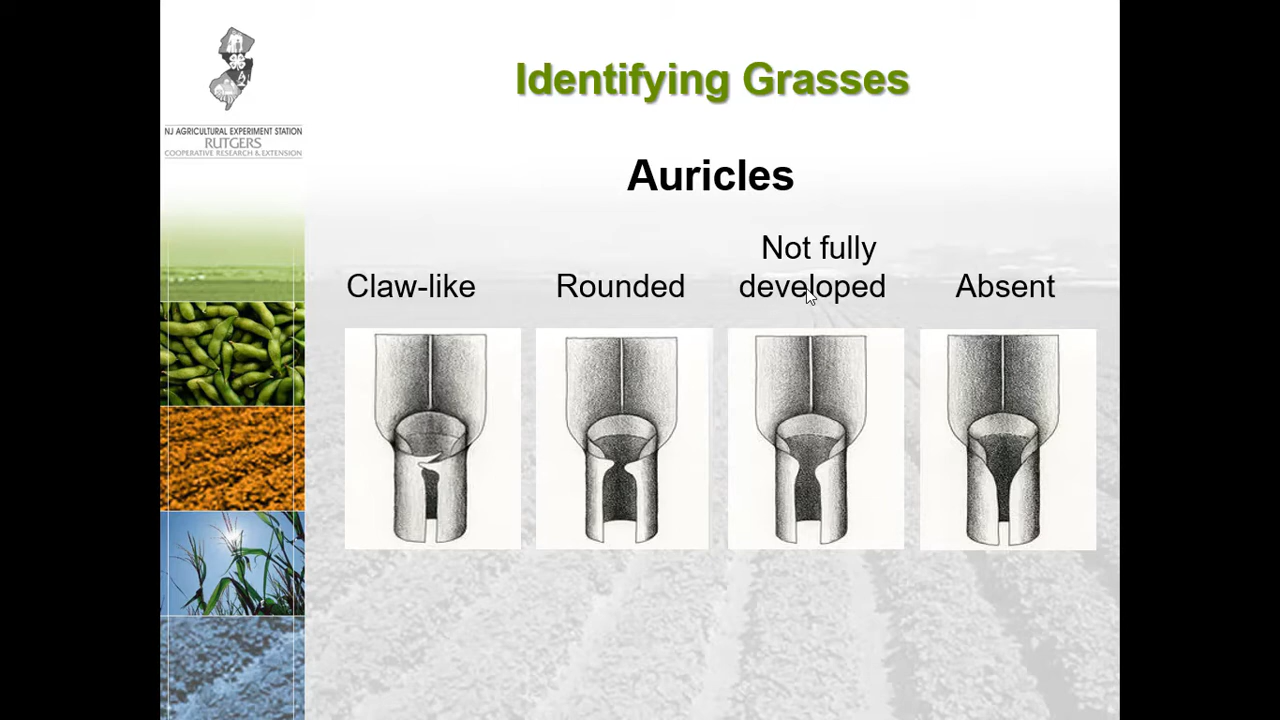 NJ AGRICULTURAL EXPERIMENT STATION
RUTGERS
COOPERATIVE RESEARCH & EXTENSION
Identifying Grasses
Auricles
Claw-like
Rounded
Not fully
developed
Absent